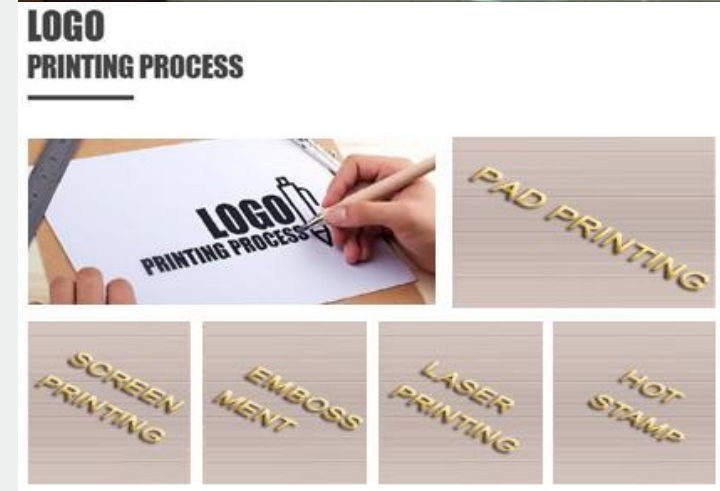 LOGO
PRINTING PROCESS
LOGO
PRINTING PROCESS
PAD PRINTING
SCREEN
PRINTING
EMBOSS
MENT
LASER
PRINTING
HOT
STAMP